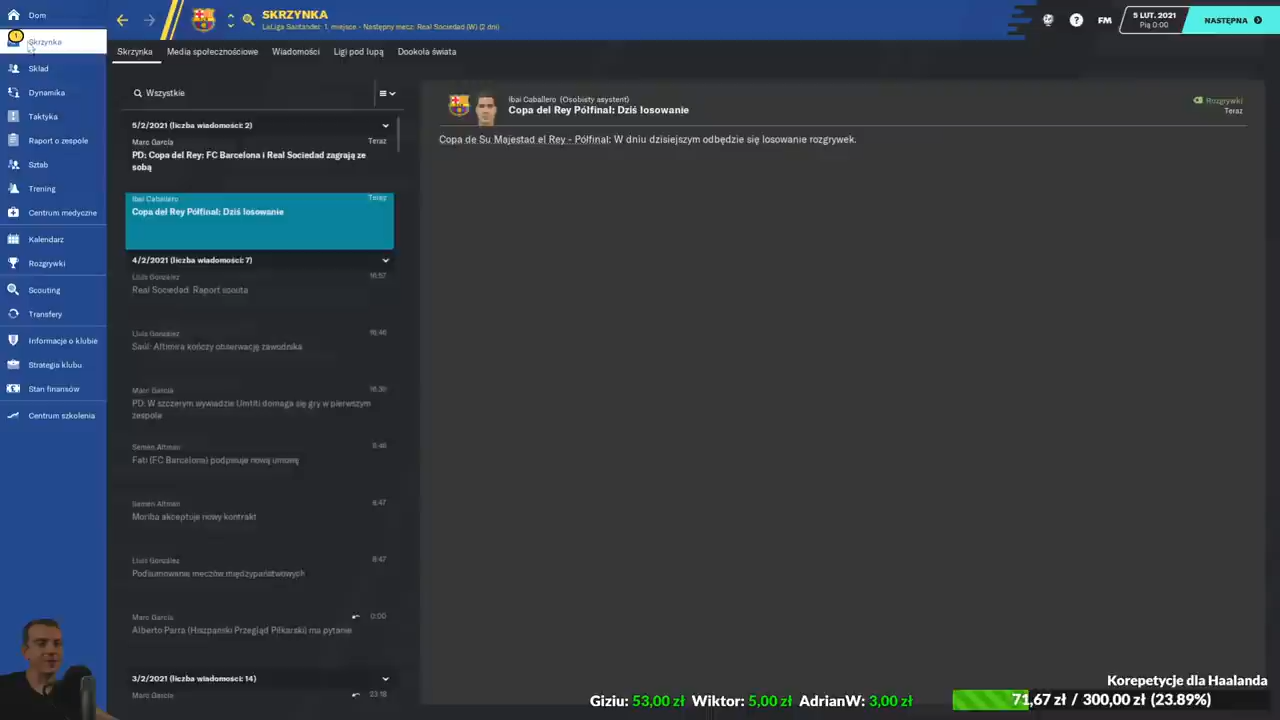 Dom
SKRZYNKA
LaLiga Santander: 1. miejsce - Następny mecz: Real Sociedad (W) (2 dni)
FM
5 LUT. 2021
Pią 0:00
NASTĘPNA
1
Skrzynka
Skład
Dynamika
Taktyka
Raport o zespole
Sztab
Trening
Centrum medyczne
Kalendarz
Rozgrywki
Scouting
Transfery
Informacje o klubie
Strategia klubu
Stan finansów
Centrum szkolenia
Skrzynka Media społecznościowe Wiadomości Ligi pod lupą Dookoła świata
Wszystkie
5/2/2021 (liczba wiadomości: 2)
Marc García Teraz
PD: Copa del Rey: FC Barcelona i Real Sociedad zagrają ze
sobą
Ibai Caballero Teraz
Copa del Rey Półfinał: Dziś losowanie
4/2/2021 (liczba wiadomości: 7)
Lluís González 16:57
Real Sociedad: Raport scouta
Lluís González 16:46
Saúl: Altimira kończy obserwację zawodnika
Marc García 16:39
PD: W szczerym wywiadzie Umtiti domaga się gry w pierwszym
zespole
Semen Altman 8:48
Fati (FC Barcelona) podpisuje nową umowę
Semen Altman 8:47
Moriba akceptuje nowy kontrakt
Lluís González 8:47
Podsumowanie meczów międzypaństwowych
Marc García 0:00
Alberto Parra (Hiszpański Przegląd Piłkarski) ma pytanie
3/2/2021 (liczba wiadomości: 14)
Marc García 23:18
Ibai Caballero (Osobisty asystent)
Copa del Rey Półfinał: Dziś losowanie
Rozgrywki
Teraz
Copa de Su Majestad el Rey - Półfinał: W dniu dzisiejszym odbędzie się losowanie rozgrywek.
Korepetycje dla Haalanda
Giziu: 53,00 zł Wiktor: 5,00 zł AdrianW: 3,00 zł
71,67 zł / 300,00 zł (23.89%)